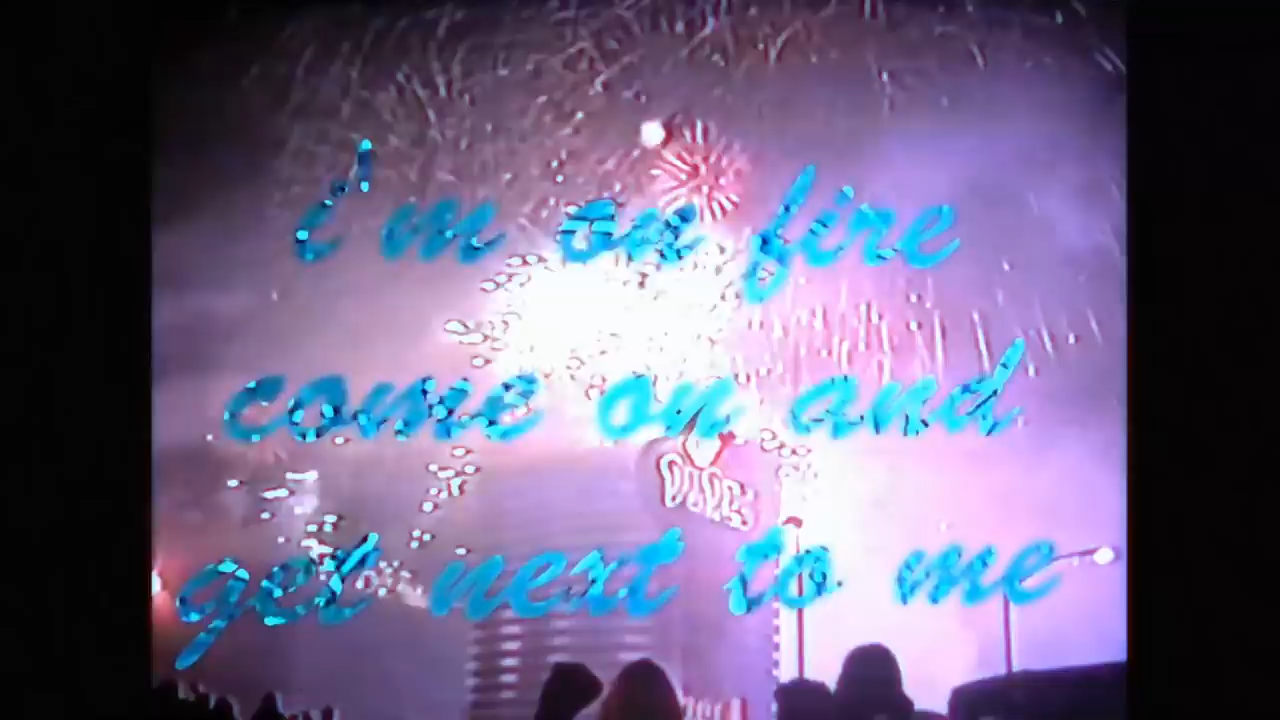 i'm on fire
come on and
get next to me